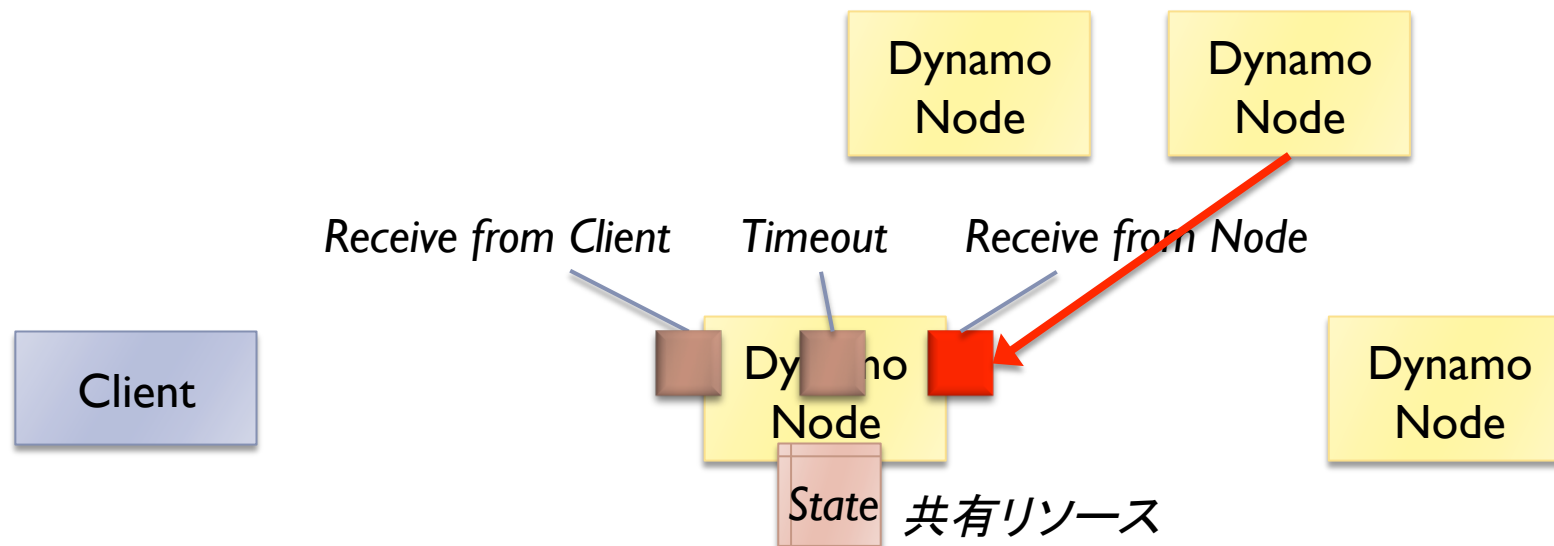 Dynamo
Node
Dynamo
Node
Receive from Client
Timeout
Receive from Node
Client
Dynamo
Node
Dynamo
Node
State
共有リソース